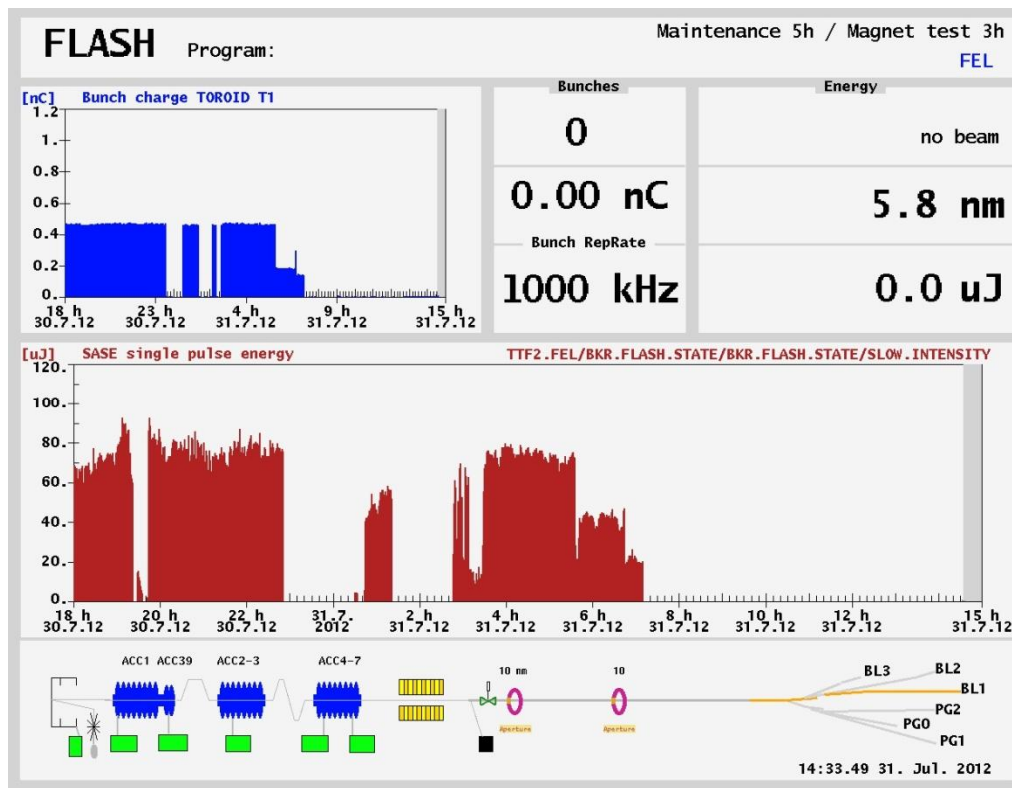 FLASH Program:
Maintenance 5h / Magnet test 3h
FEL
[nC] Bunch charge TOROID T1
1.2
1.
0.8
0.6
0.4
0.2
0.
18 h 23 h 4 h 9 h 15 h
30.7.12 30.7.12 31.7.12 31.7.12 31.7.12
Bunches
0
0.00 nC
Bunch RepRate
1000 kHz
Energy
no beam
5.8 nm
0.0 uJ
[uJ] SASE single pulse energy TTF2.FEL/BKR.FLASH.STATE/BKR.FLASH.STATE/SLOW.INTENSITY
120.
100.
80.
60.
40.
20.
0.
18 h 20 h 22 h 31.7. 2 h 4 h 6 h 8 h 10 h 12 h 15 h
30.7.12 30.7.12 30.7.12 2012 31.7.12 31.7.12 31.7.12 31.7.12 31.7.12 31.7.12 31.7.12
ACC1 ACC39 ACC2-3 ACC4-7
10 nm 10
Aperture Aperture
BL3 BL2
BL1
PG2
PG0
PG1
14:33.49 31. Jul. 2012